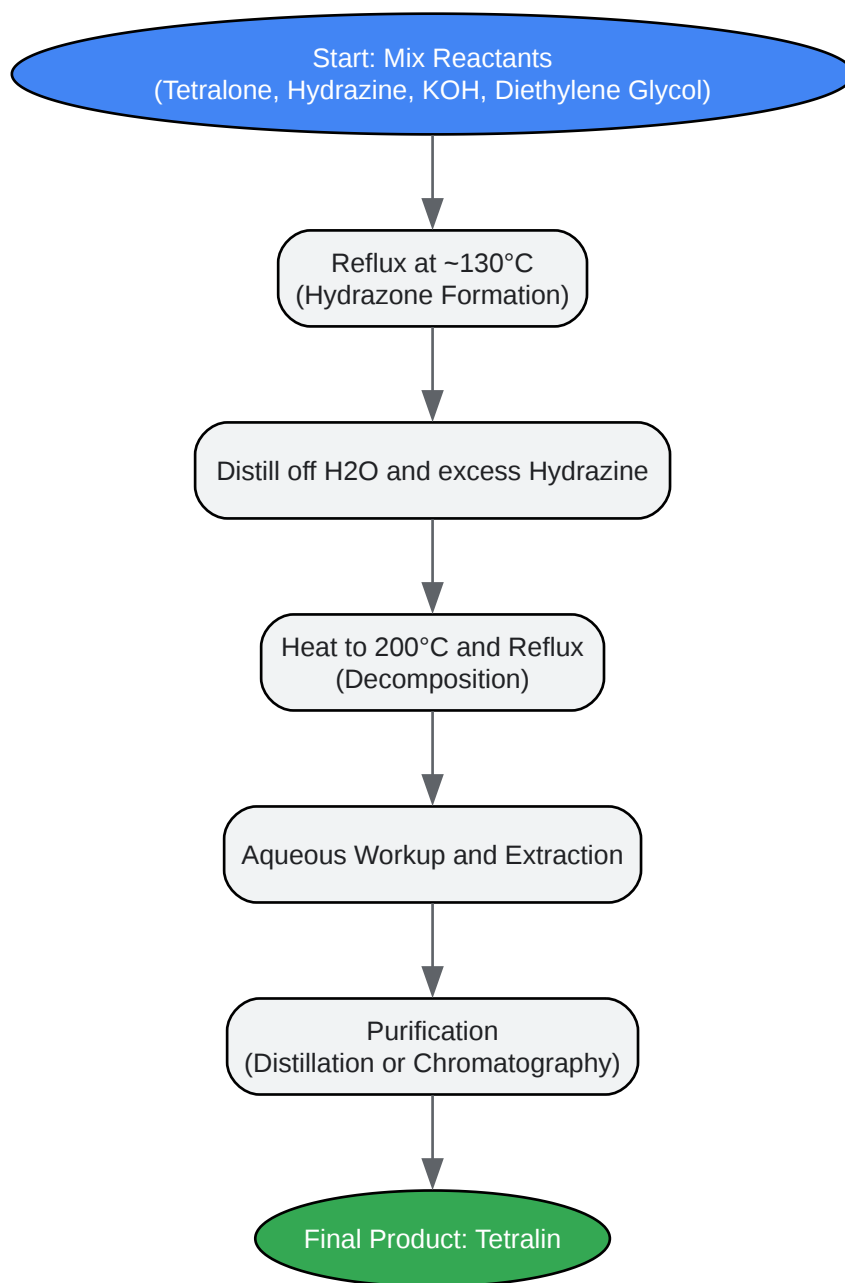 Start: Mix Reactants
(Tetralone, Hydrazine, KOH, Diethylene Glycol)
Reflux at ~130°C
(Hydrazone Formation)
Distill off H2O and excess Hydrazine
Heat to 200°C and Reflux
(Decomposition)
Aqueous Workup and Extraction
Purification
(Distillation or Chromatography)
Final Product: Tetralin